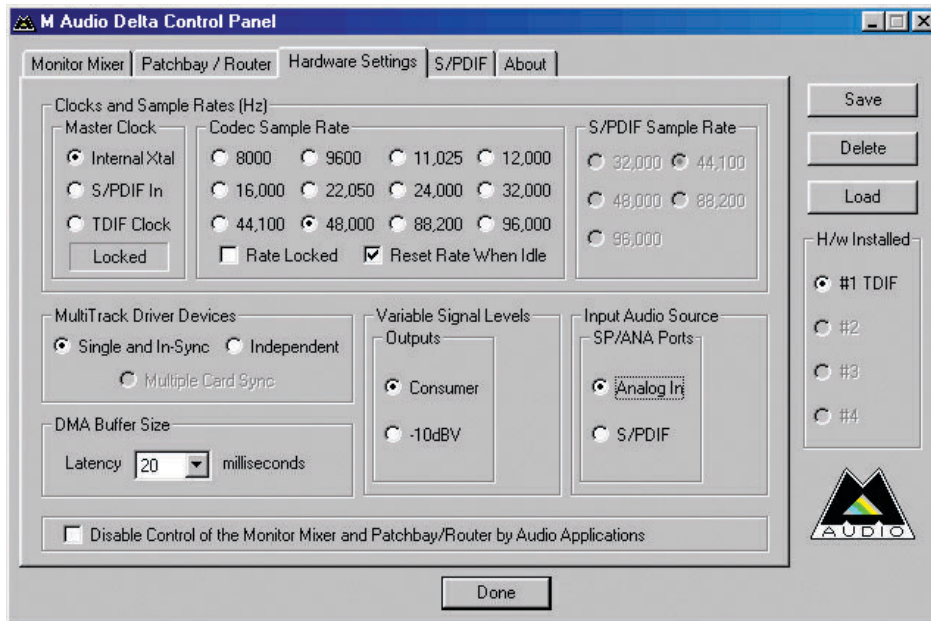 M Audio Delta Control Panel
Monitor Mixer Patchbay / Router Hardware Settings S/PDIF About
Clocks and Sample Rates (Hz)
Master Clock
Internal Xtal
S/PDIF In
TDIF Clock
Locked
Codec Sample Rate
8000 9600 11,025 12,000
16,000 22,050 24,000 32,000
44,100 48,000 88,200 96,000
Rate Locked Reset Rate When Idle
S/PDIF Sample Rate
32,000 44,100
48,000 88,200
96,000
MultiTrack Driver Devices
Single and In-Sync Independent
Multiple Card Sync
DMA Buffer Size
Latency 20 milliseconds
Variable Signal Levels
Outputs
Consumer
-10dBV
Input Audio Source
SP/ANA Ports
Analog In
S/PDIF
Disable Control of the Monitor Mixer and Patchbay/Router by Audio Applications
Save
Delete
Load
H/w Installed
#1 TDIF
#2
#3
#4
AUDIO
Done